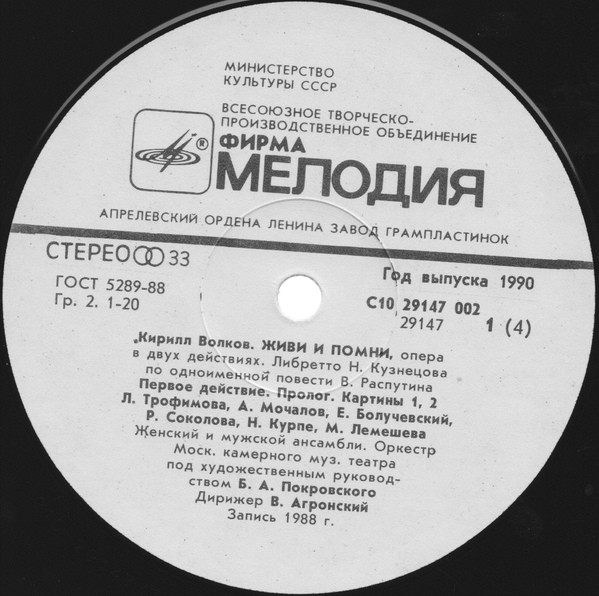 МИНИСТЕРСТВО
КУЛЬТУРЫ СССР
ВСЕСОЮЗНОЕ ТВОРЧЕСКО-
ПРОИЗВОДСТВЕННОЕ ОБЪЕДИНЕНИЕ
®
ФИРМА
МЕЛОДИЯ
АПРЕЛЕВСКИЙ ОРДЕНА ЛЕНИНА ЗАВОД ГРАМПЛАСТИНОК
СТЕРЕО 33
ГОСТ 5289-88
Гр. 2. 1-20
Год выпуска 1990
С10 29147 002
29147 1 (4)
„Кирилл Волков. ЖИВИ И ПОМНИ, опера
в двух действиях. Либретто Н. Кузнецова
по одноименной повести В. Распутина
Первое действие. Пролог. Картины 1, 2
Л. Трофимова, А. Мочалов, Е. Болучевский,
Р. Соколова, Н. Курпе, М. Лемешева
Женский и мужской ансамбли. Оркестр
Моск. камерного муз. театра
под художественным руковод-
ством Б. А. Покровского
Дирижер В. Агронский
Запись 1988 г.